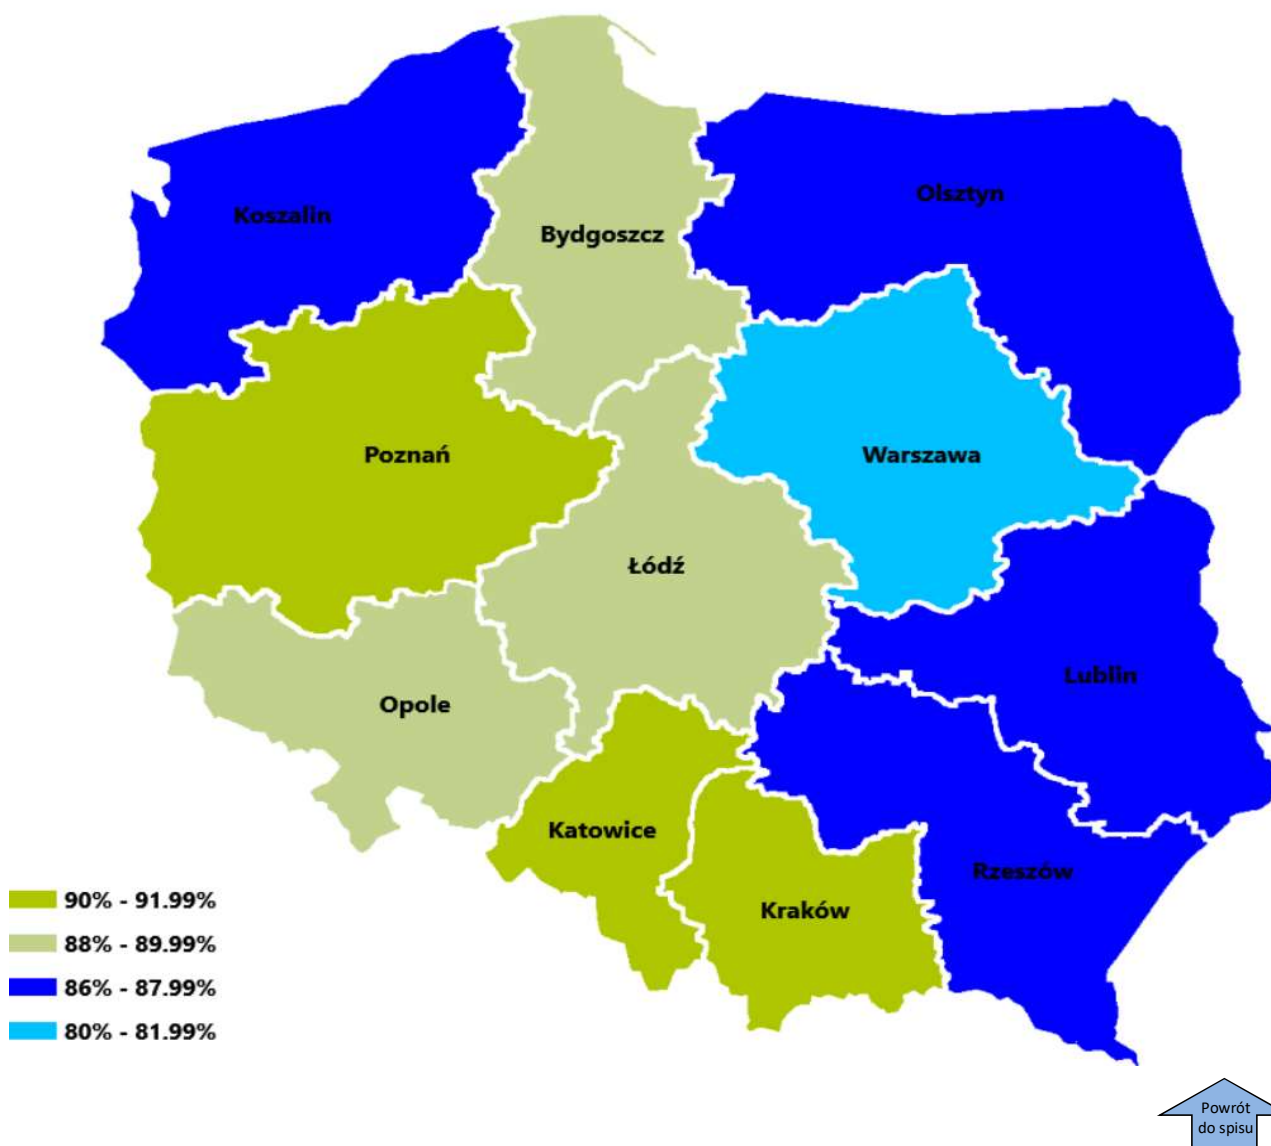 Olsztyn
Koszalin
Bydgoszcz
Poznań
Warszawa
Łódź
Lublin
Opole
Katowice
Rzeszów
Kraków
90% - 91.99%
88% - 89.99%
86% - 87.99%
80% - 81.99%
Powrót
do spisu